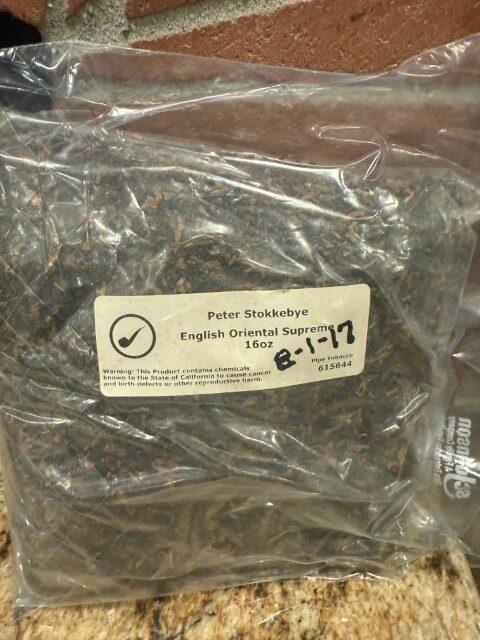 Peter Stokkebye
English Oriental Supreme
16oz
8-1-17
Pipe Tobacco
615644
Warning: This Product contains chemicals
known to the State of California to cause cancer
and birth defects or other reproductive harm.